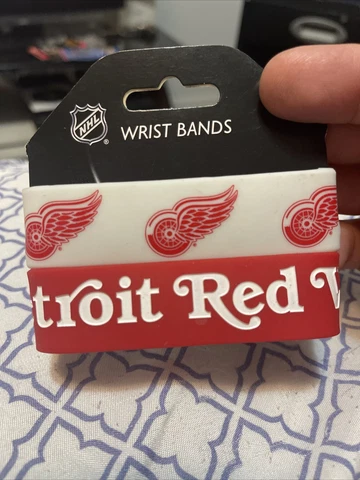 NHL
WRIST BANDS
troit Red W